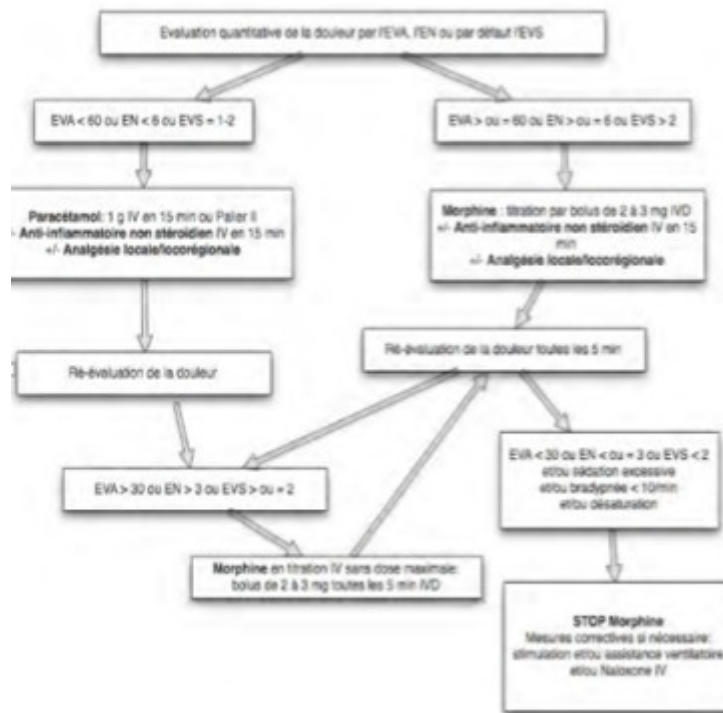 Evaluation quantitative de la douleur par l'EVA, l'EN ou par défaut l'EVS
EVA < 60 ou EN < 6 ou EVS = 1-2
EVA > ou = 60 ou EN > ou = 6 ou EVS > 2
Paracétamol: 1 g IV en 15 min ou Palier II
- Anti-inflammatoire non stéroïdien IV en 15 min
+/- Analgésie locale/locorégionale
Morphine : titration par bolus de 2 à 3 mg IVD
+/- Anti-inflammatoire non stéroïdien IV en 15
min
+/- Analgésie locale/locorégionale
Ré-évaluation de la douleur
Ré-évaluation de la douleur toutes les 5 min
EVA > 30 ou EN > 3 ou EVS > ou = 2
EVA < 30 ou EN < ou = 3 ou EVS < 2
et/ou sédation excessive
et/ou bradypnée < 10/min
et/ou désaturation
Morphine en titration IV sans dose maximale:
bolus de 2 à 3 mg toutes les 5 min IVD
STOP Morphine
Mesures correctives si nécessaire:
stimulation et/ou assistance ventilatoire
et/ou Naloxone IV